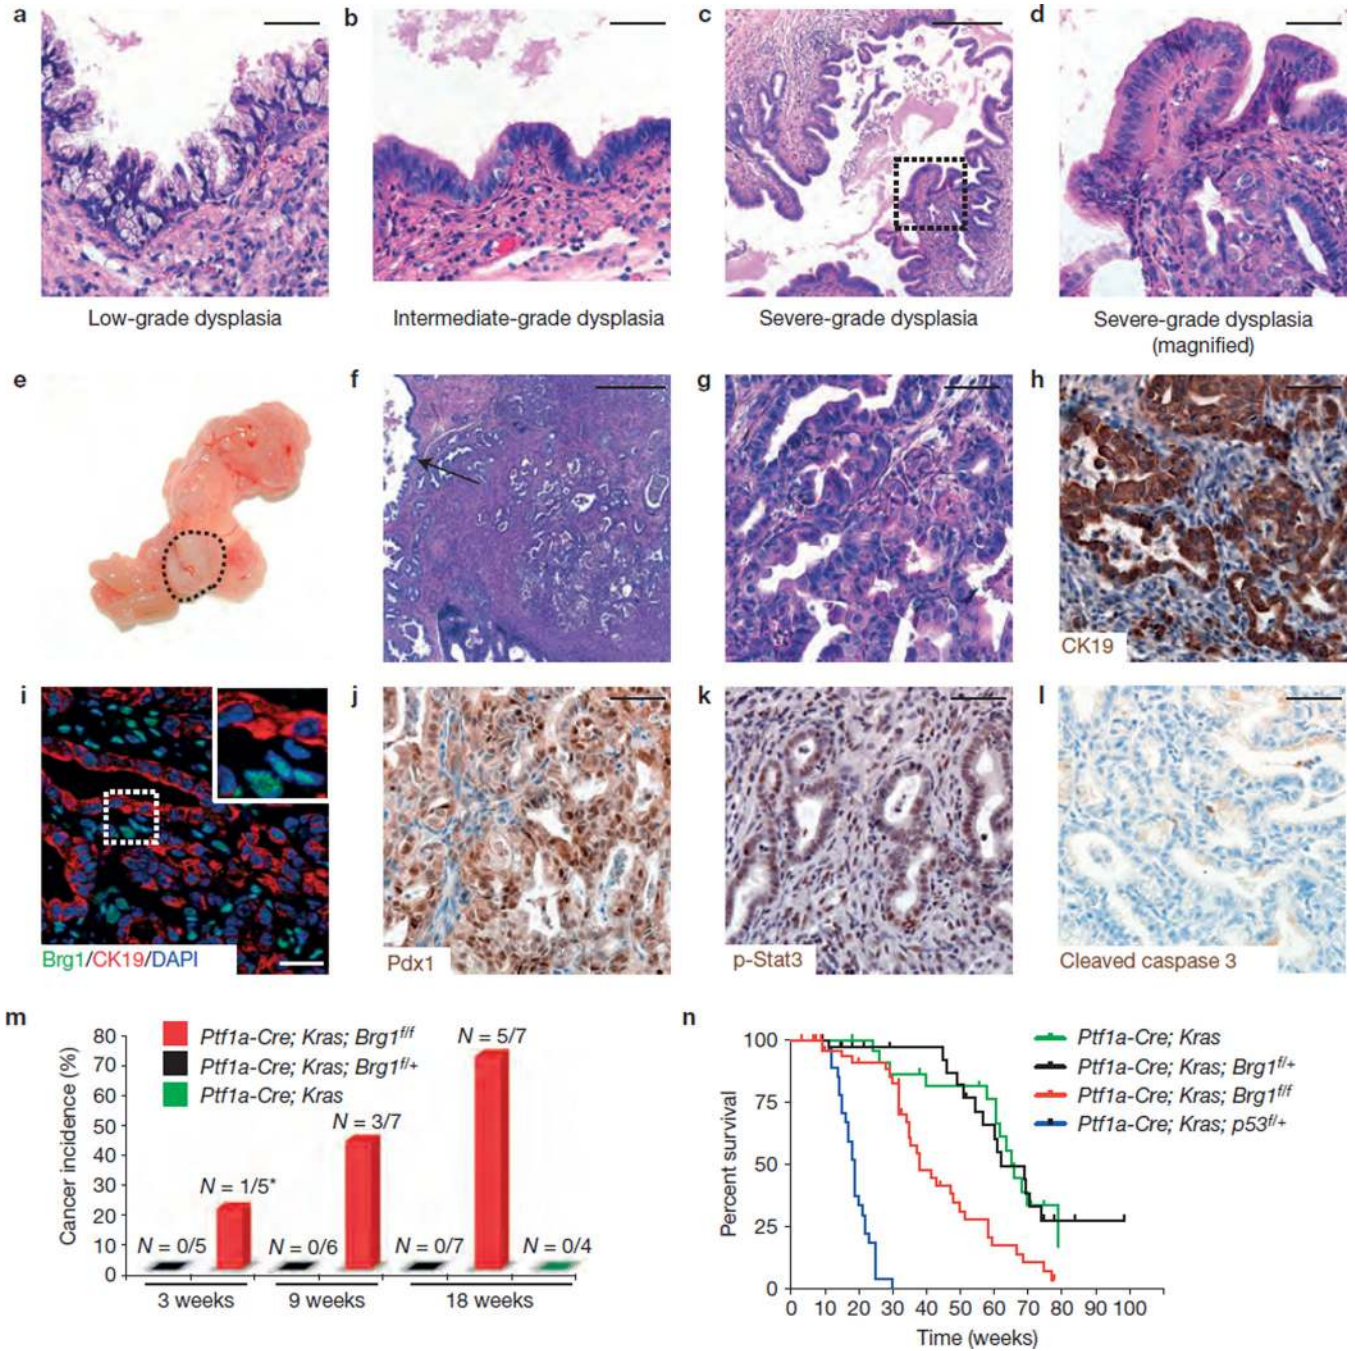 a
b
c
d
Low-grade dysplasia
Intermediate-grade dysplasia
Severe-grade dysplasia
Severe-grade dysplasia
(magnified)
e
f
g
h
CK19
i
j
k
l
Brg1/CK19/DAPI
Pdx1
p-Stat3
Cleaved caspase 3
m
Cancer incidence (%)
80
70
60
50
40
30
20
10
0
Ptf1a-Cre; Kras; Brg1f/f
Ptf1a-Cre; Kras; Brg1f/+
Ptf1a-Cre; Kras
N = 0/5
N = 1/5*
N = 0/6
N = 3/7
N = 0/7
N = 5/7
N = 0/4
3 weeks
9 weeks
18 weeks
n
Percent survival
100
75
50
25
0
Ptf1a-Cre; Kras
Ptf1a-Cre; Kras; Brg1f/+
Ptf1a-Cre; Kras; Brg1f/f
Ptf1a-Cre; Kras; p53f/+
0 10 20 30 40 50 60 70 80 90 100
Time (weeks)